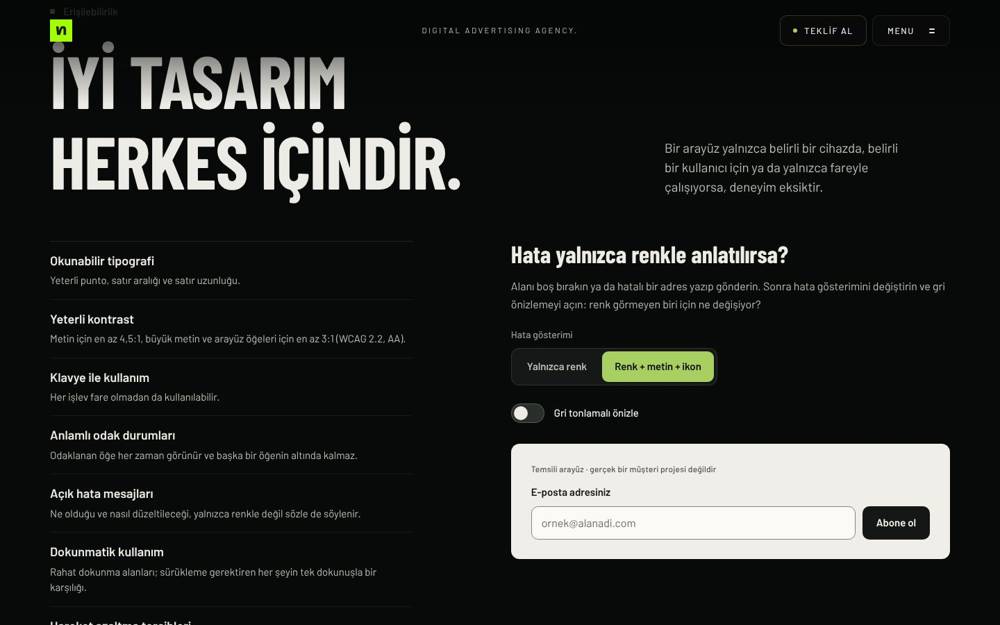 Erişilebilirlik
n
DIGITAL ADVERTISING AGENCY.
TEKLİF AL
MENU
İYİ TASARIM
HERKES İÇİNDİR.
Bir arayüz yalnızca belirli bir cihazda, belirli
bir kullanıcı için ya da yalnızca fareyle
çalışıyorsa, deneyim eksiktir.
Okunabilir tipografi
Yeterli punto, satır aralığı ve satır uzunluğu.
Yeterli kontrast
Metin için en az 4,5:1, büyük metin ve arayüz öğeleri için en az 3:1 (WCAG 2.2, AA).
Klavye ile kullanım
Her işlev fare olmadan da kullanılabilir.
Anlamlı odak durumları
Odaklanan öğe her zaman görünür ve başka bir öğenin altında kalmaz.
Açık hata mesajları
Ne olduğu ve nasıl düzeltileceği, yalnızca renkle değil sözle de söylenir.
Dokunmatik kullanım
Rahat dokunma alanları; sürükleme gerektiren her şeyin tek dokunuşla bir
karşılığı.
Hareket azaltma tercihleri
Hata yalnızca renkle anlatılırsa?
Alanı boş bırakın ya da hatalı bir adres yazıp gönderin. Sonra hata gösterimini değiştirin ve gri
önizlemeyi açın: renk görmeyen biri için ne değişiyor?
Hata gösterimi
Yalnızca renk
Renk + metin + ikon
Gri tonlamalı önizle
Temsili arayüz · gerçek bir müşteri projesi değildir
E-posta adresiniz
ornek@alanadi.com
Abone ol